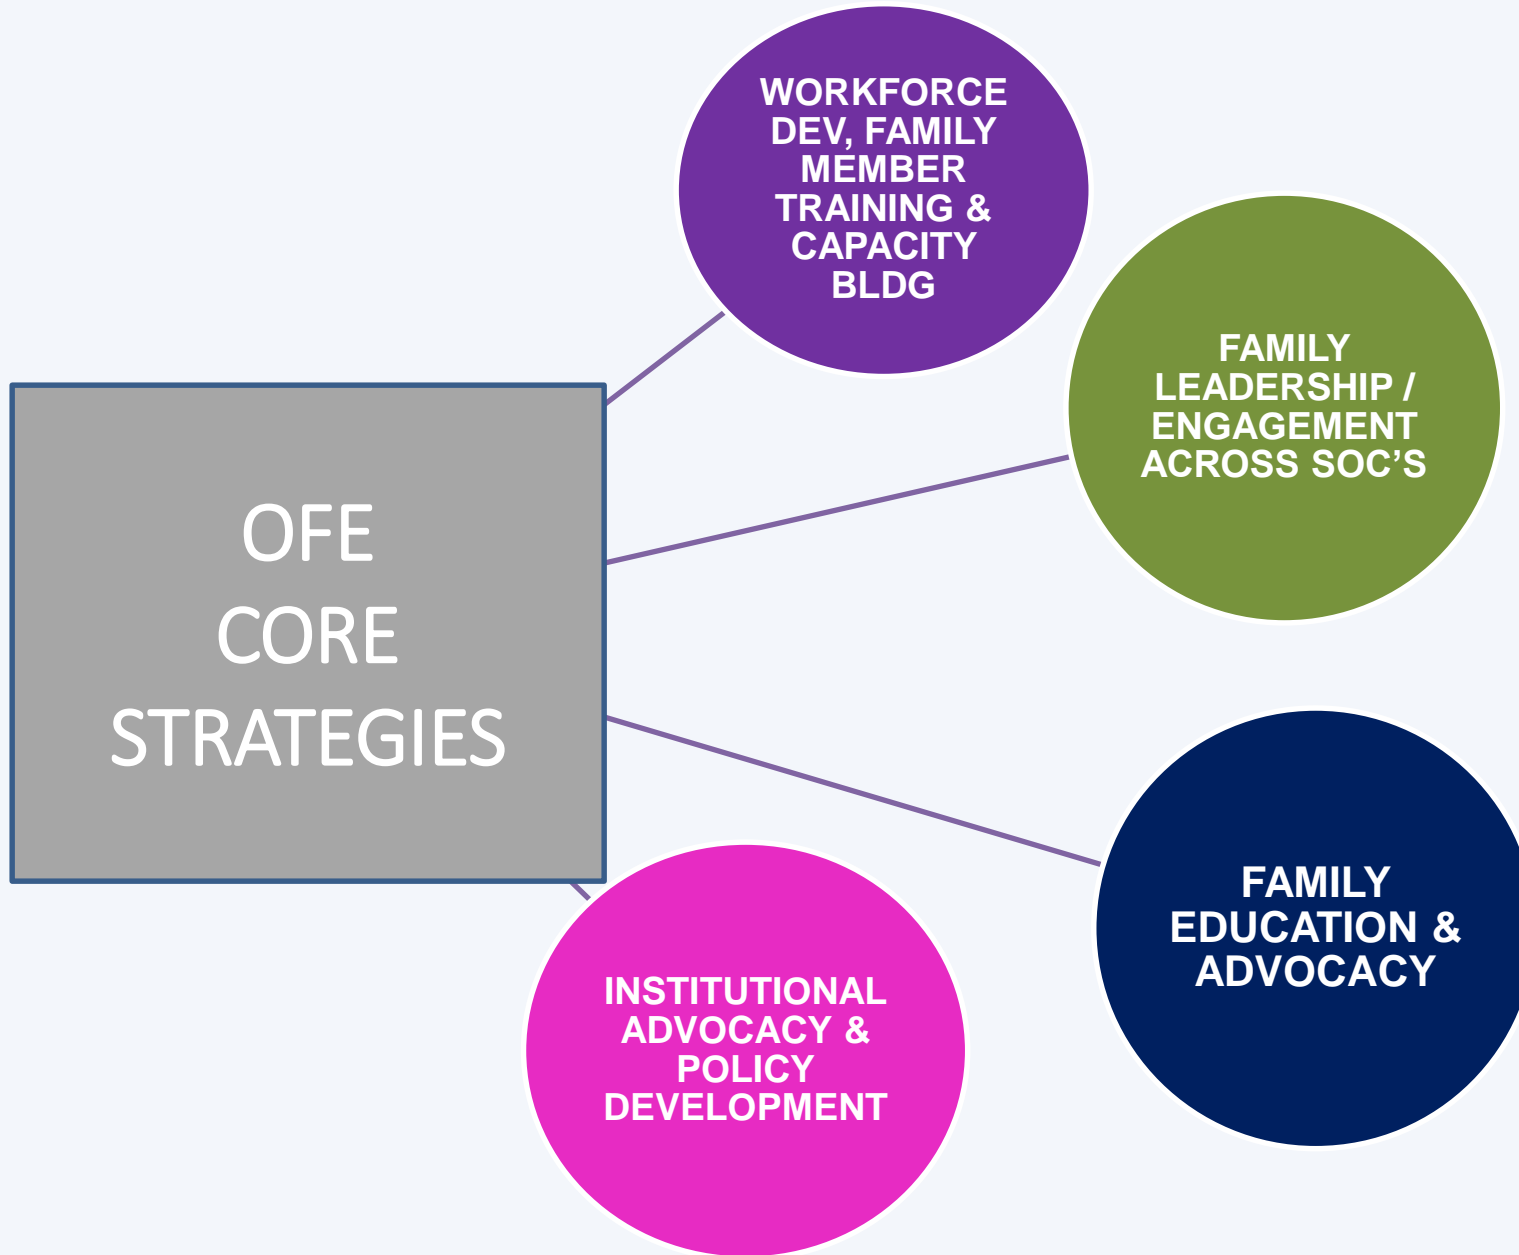 WORKFORCE
DEV, FAMILY
MEMBER
TRAINING &
CAPACITY
BLDG
FAMILY
LEADERSHIP /
ENGAGEMENT
ACROSS SOC’S
OFE
CORE
STRATEGIES
FAMILY
EDUCATION &
ADVOCACY
INSTITUTIONAL
ADVOCACY &
POLICY
DEVELOPMENT